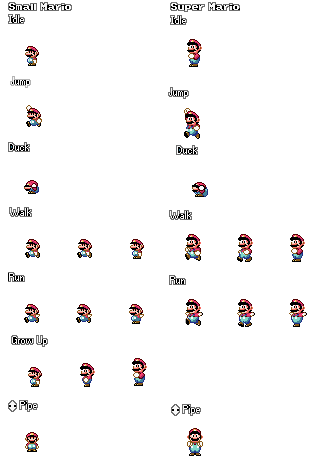 Small Mario
Idle
Jump
Duck
Walk
Run
Grow Up
Pipe
Super Mario
Idle
Jump
Duck
Walk
Run
Pipe